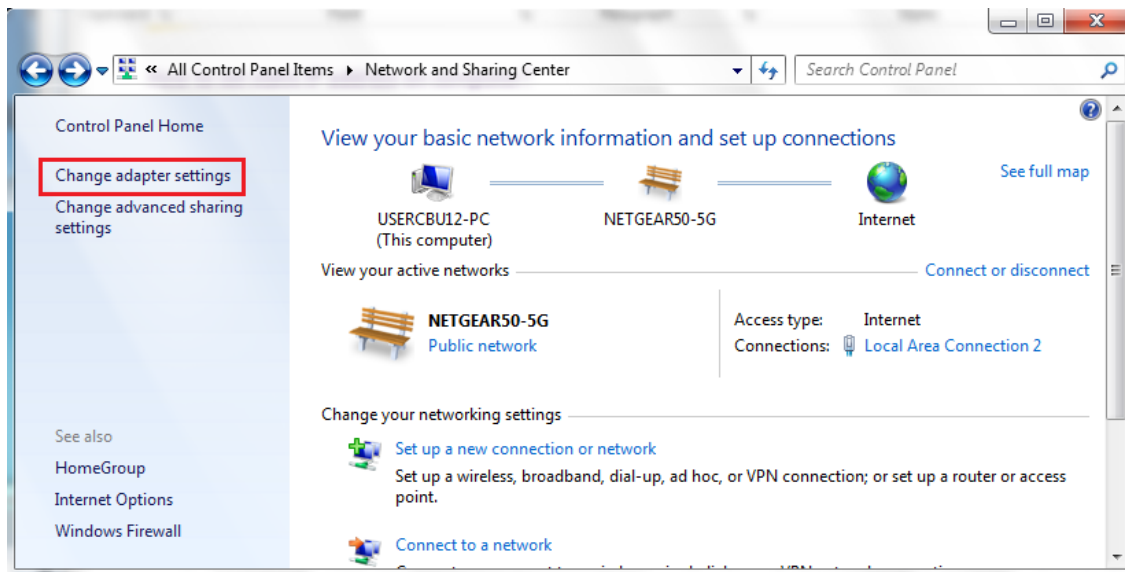 « All Control Panel Items ▸ Network and Sharing Center
Search Control Panel
Control Panel Home
Change adapter settings
Change advanced sharing
settings
See also
HomeGroup
Internet Options
Windows Firewall
View your basic network information and set up connections
See full map
USERCBU12-PC
(This computer)
NETGEAR50-5G
Internet
View your active networks
Connect or disconnect
NETGEAR50-5G
Public network
Access type: Internet
Connections: Local Area Connection 2
Change your networking settings
Set up a new connection or network
Set up a wireless, broadband, dial-up, ad hoc, or VPN connection; or set up a router or access
point.
Connect to a network